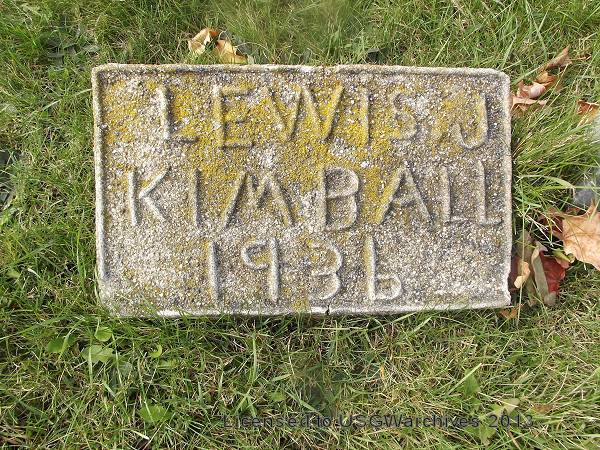 LEWIS J
KIMBALL
1936
Licensed to USGWarchives 2013